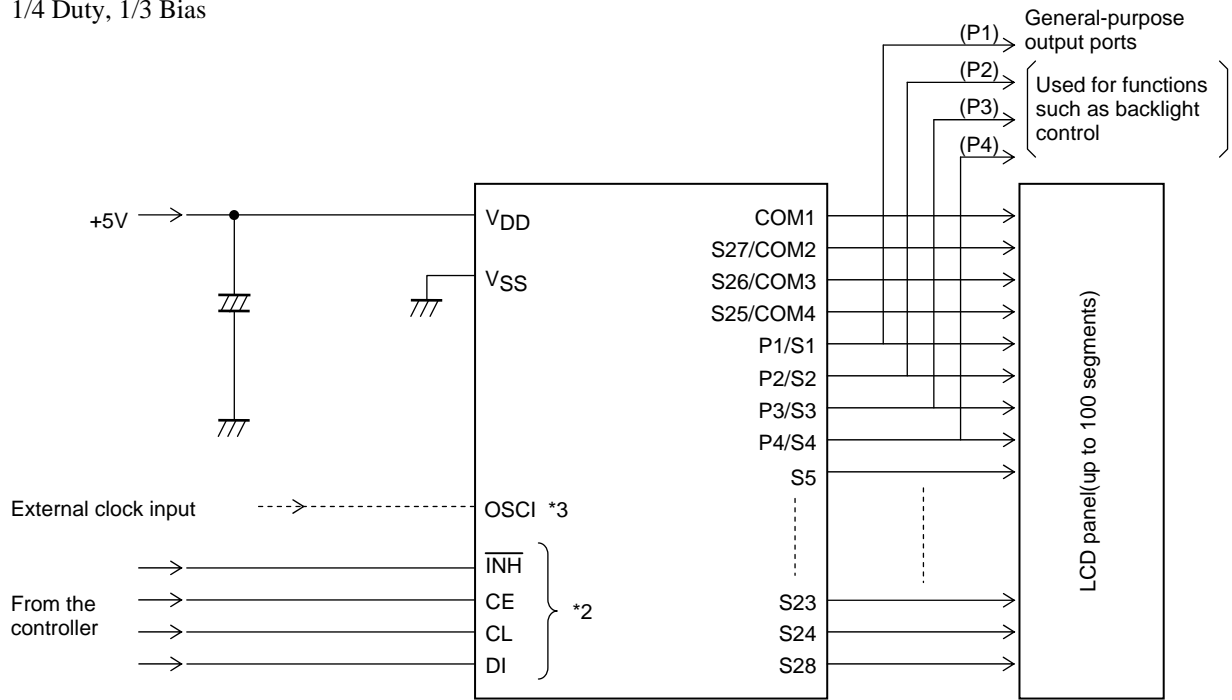 1/4 Duty, 1/3 Bias
(P1)
General-purpose
output ports
(P2)
Used for functions
such as backlight
control
(P3)
(P4)
+5V
VDD
VSS
COM1
S27/COM2
S26/COM3
S25/COM4
P1/S1
P2/S2
P3/S3
P4/S4
S5
LCD panel(up to 100 segments)
External clock input
OSCI *3
INH
From the
controller
CE
CL
DI
*2
S23
S24
S28